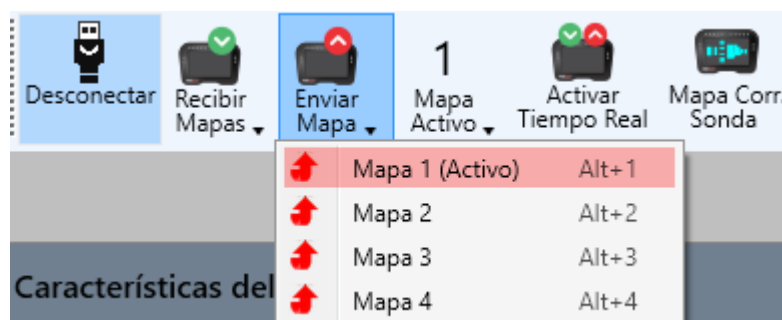 Desconectar
Recibir
Mapas
Enviar
Mapa
1
Mapa
Activo
Activar
Tiempo Real
Mapa Corr.
Sonda
Mapa 1 (Activo) Alt+1
Mapa 2 Alt+2
Mapa 3 Alt+3
Mapa 4 Alt+4
Características del